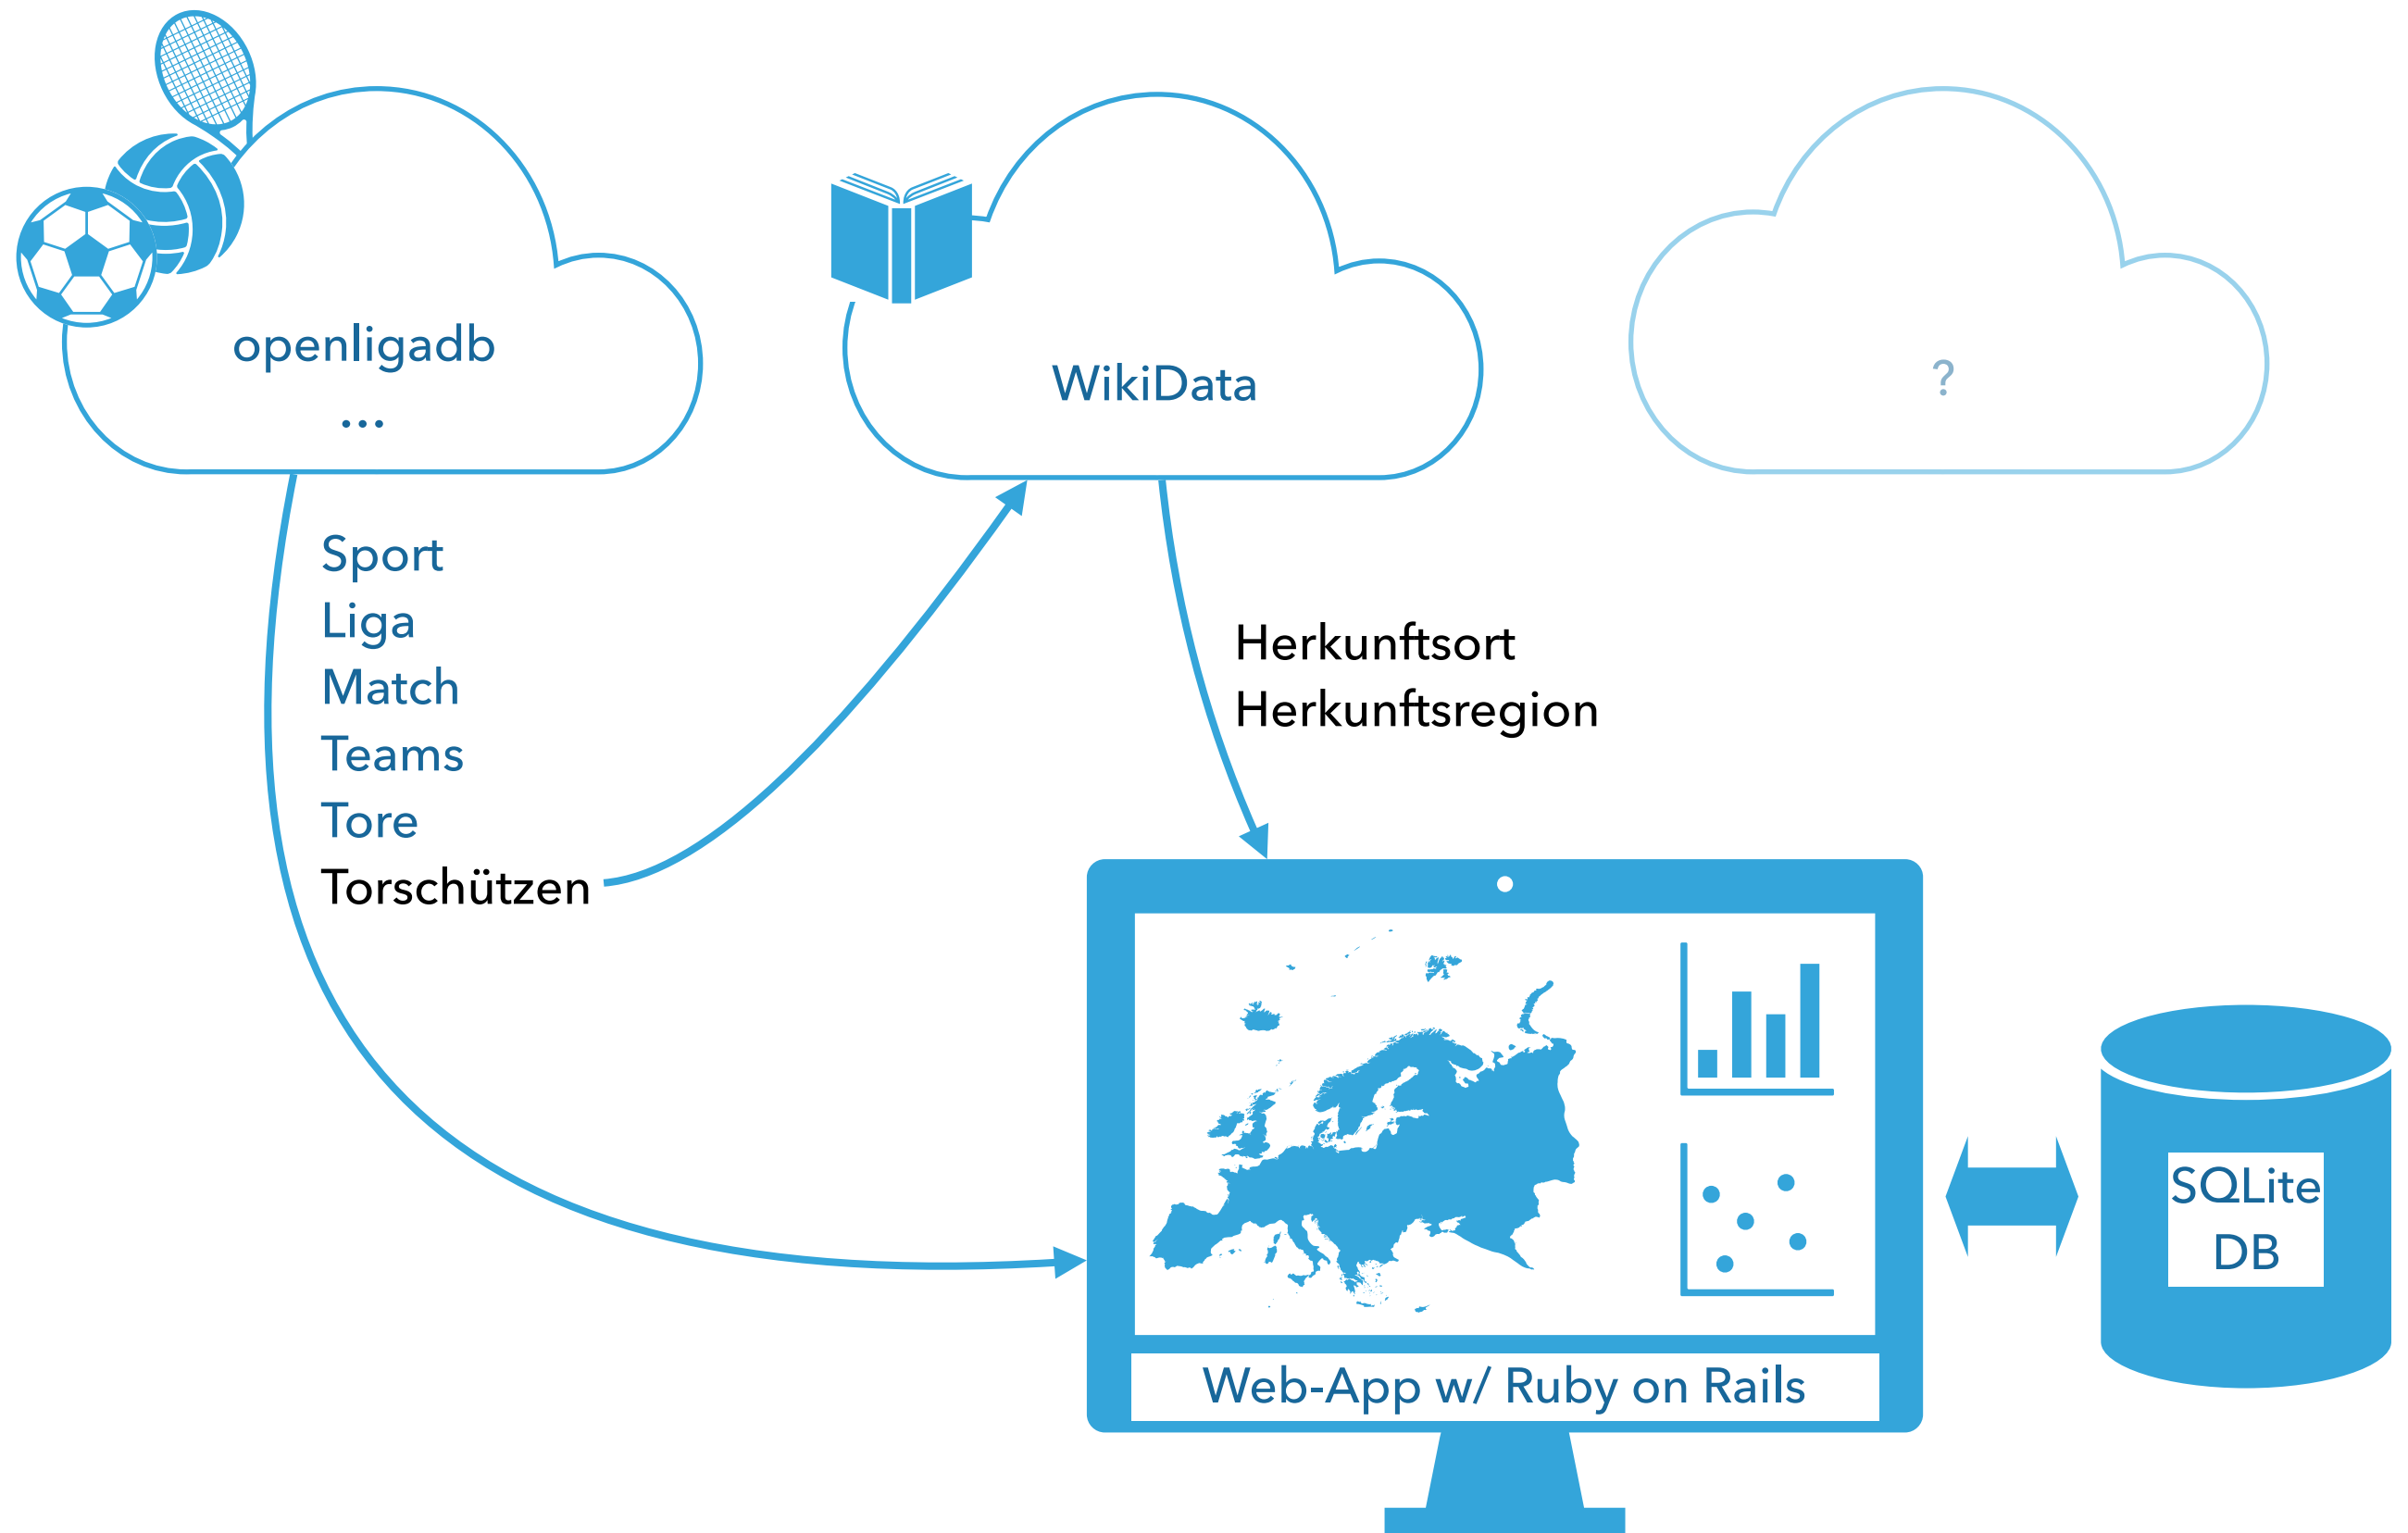 openligadb
...
WikiData
?
Sport
Liga
Match
Teams
Tore
Torschützen
Herkunftsort
Herkunftsregion
SQLite
DB
Web-App w/ Ruby on Rails